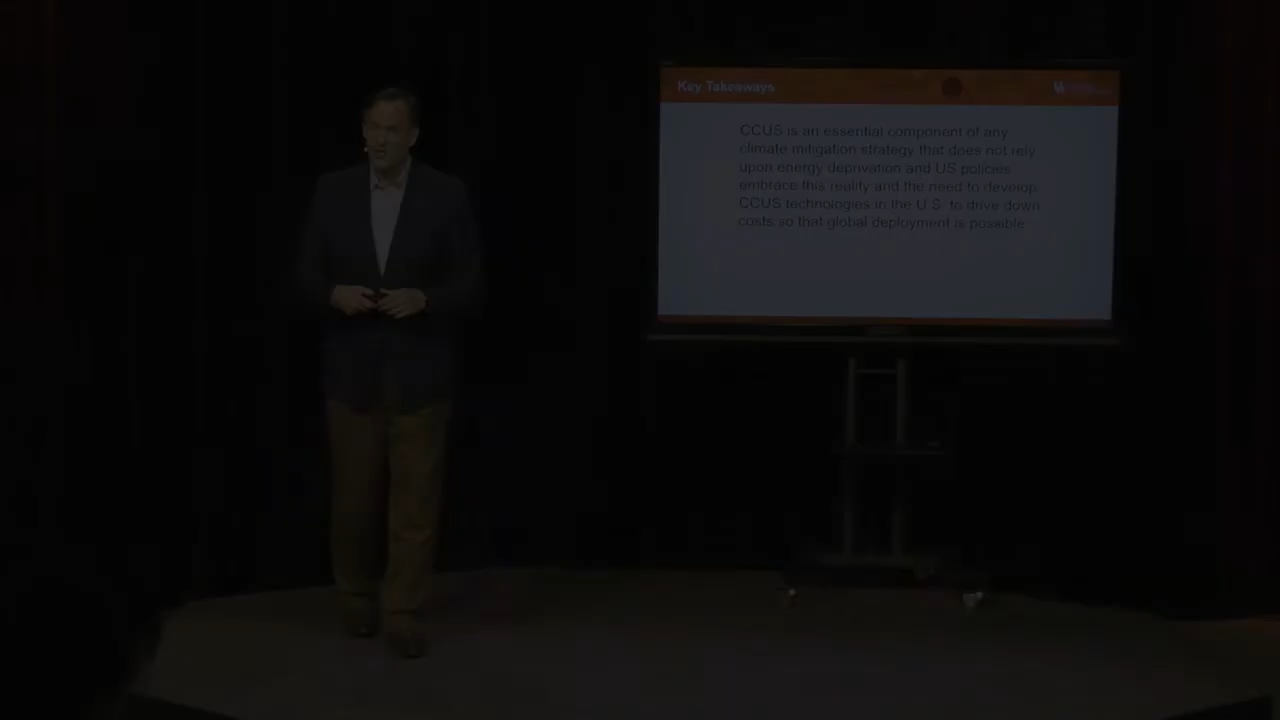 Key Takeaways
CCUS is an essential component of any
climate mitigation strategy that does not rely
upon energy deprivation and US policies
embrace this reality and the need to develop
CCUS technologies in the U.S. to drive down
costs so that global deployment is possible